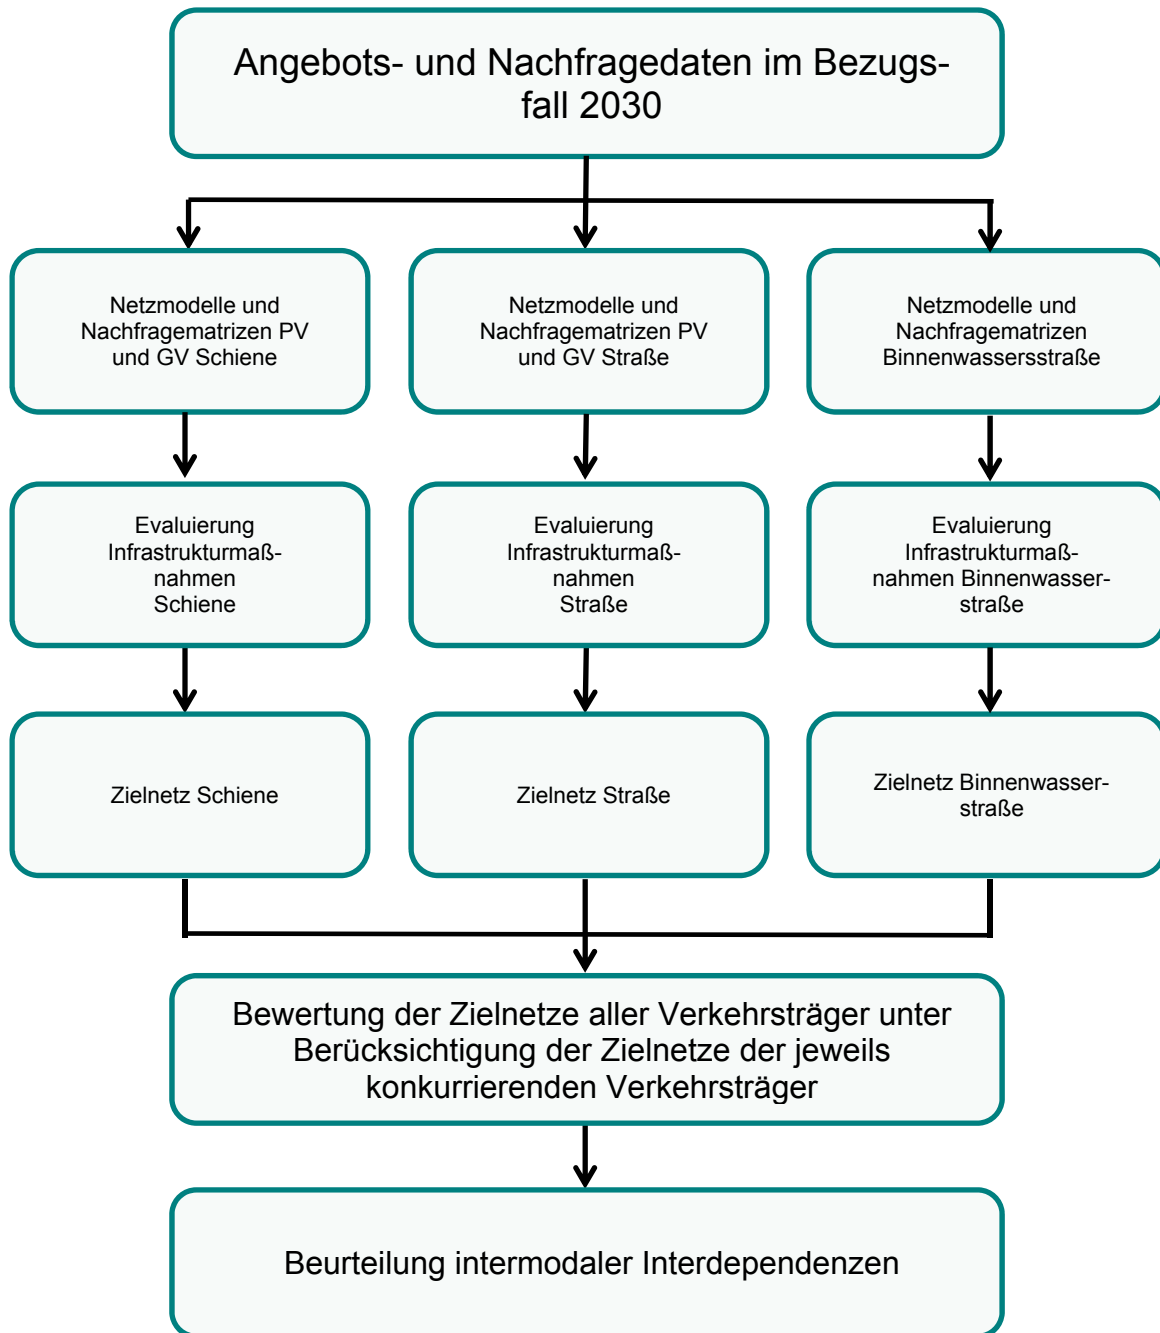 Angebots- und Nachfragedaten im Bezugs-
fall 2030
Netzmodelle und
Nachfragematrizen PV
und GV Schiene
Netzmodelle und
Nachfragematrizen PV
und GV Straße
Netzmodelle und
Nachfragematrizen
Binnenwassersstraße
Evaluierung
Infrastrukturmaß-
nahmen
Schiene
Evaluierung
Infrastrukturmaß-
nahmen
Straße
Evaluierung
Infrastrukturmaß-
nahmen Binnenwasser-
straße
Zielnetz Schiene
Zielnetz Straße
Zielnetz Binnenwasser-
straße
Bewertung der Zielnetze aller Verkehrsträger unter
Berücksichtigung der Zielnetze der jeweils
konkurrierenden Verkehrsträger
Beurteilung intermodaler Interdependenzen